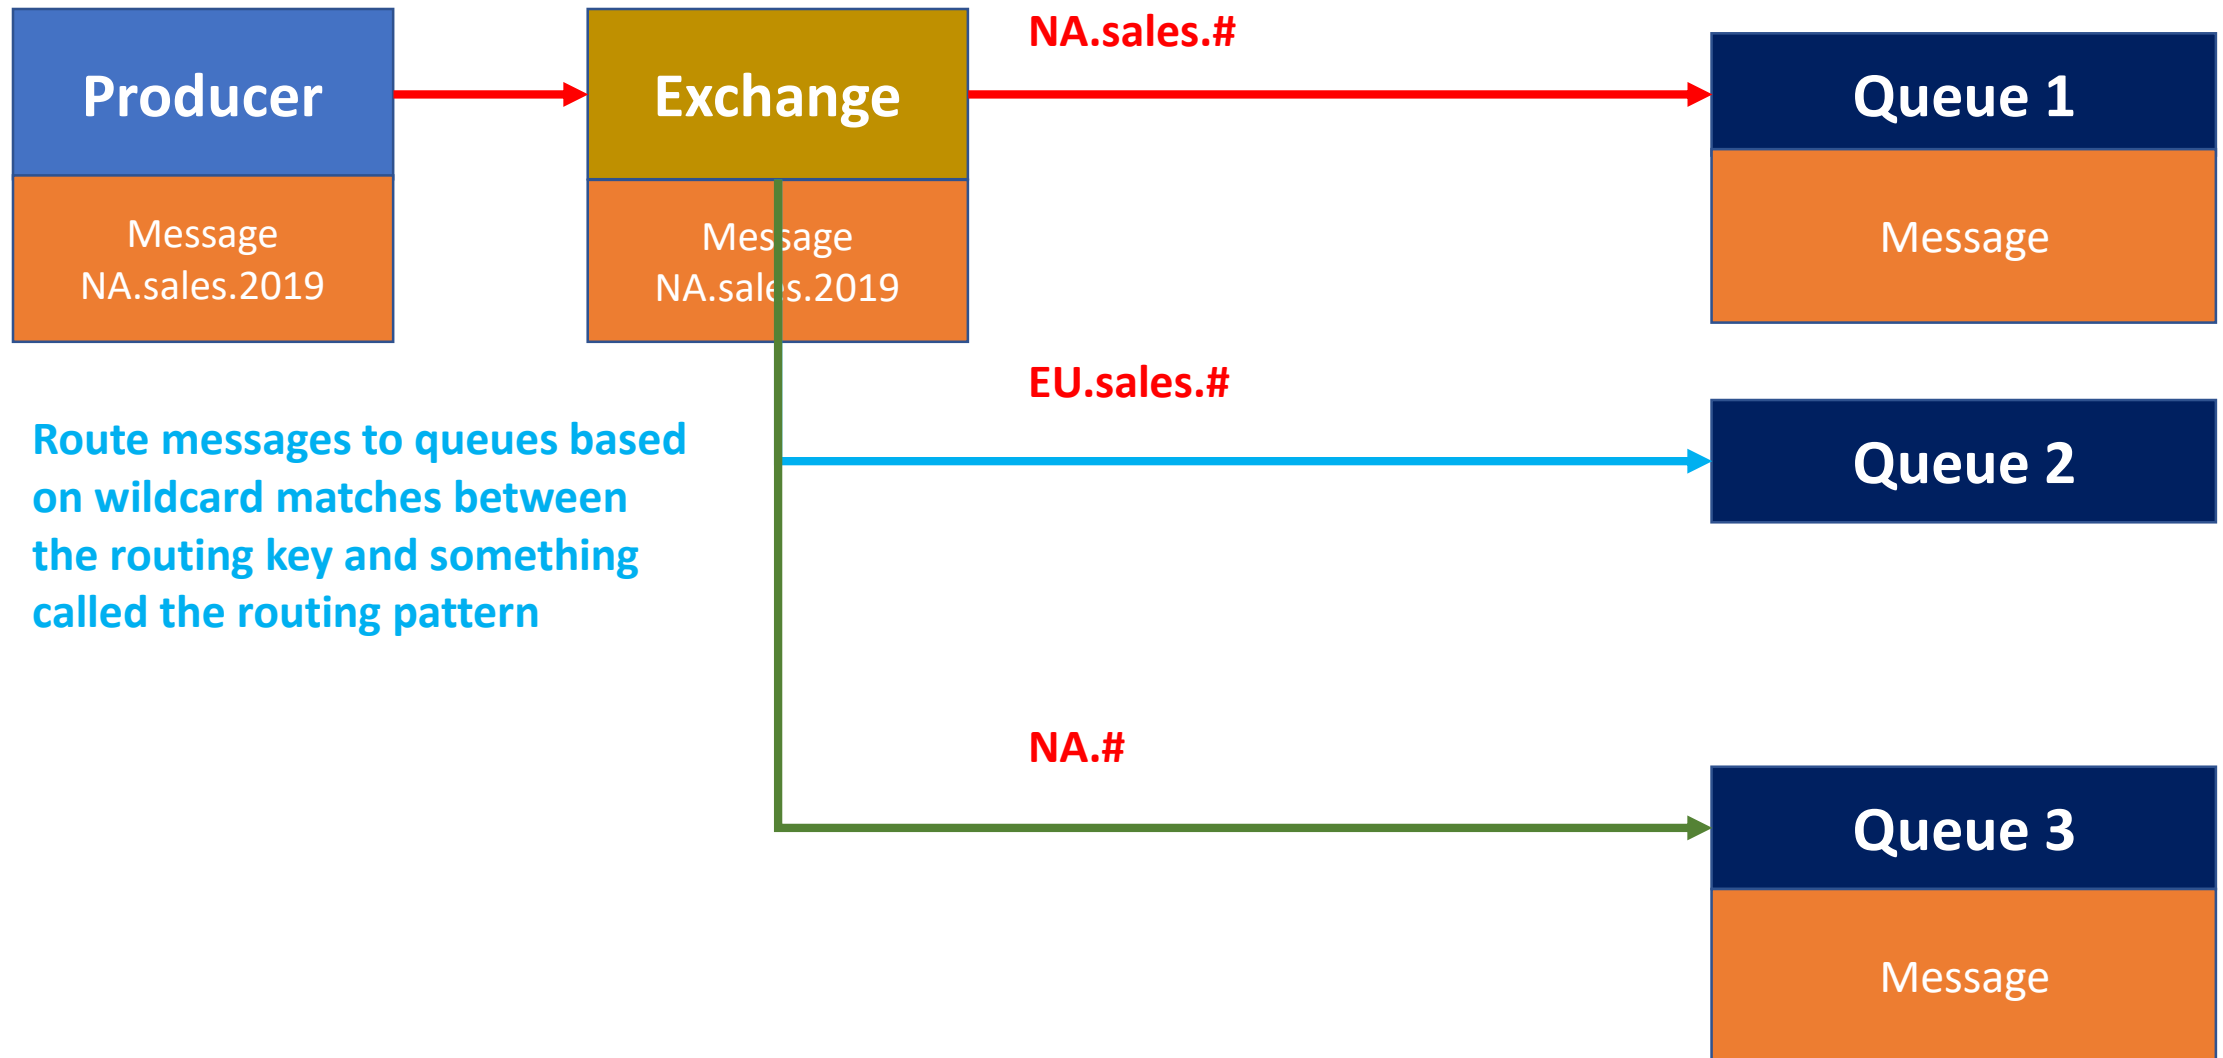 Producer
Message
NA.sales.2019
Exchange
Message
NA.sales.2019
NA.sales.#
Queue 1
Message
EU.sales.#
Queue 2
Route messages to queues based
on wildcard matches between
the routing key and something
called the routing pattern
NA.#
Queue 3
Message